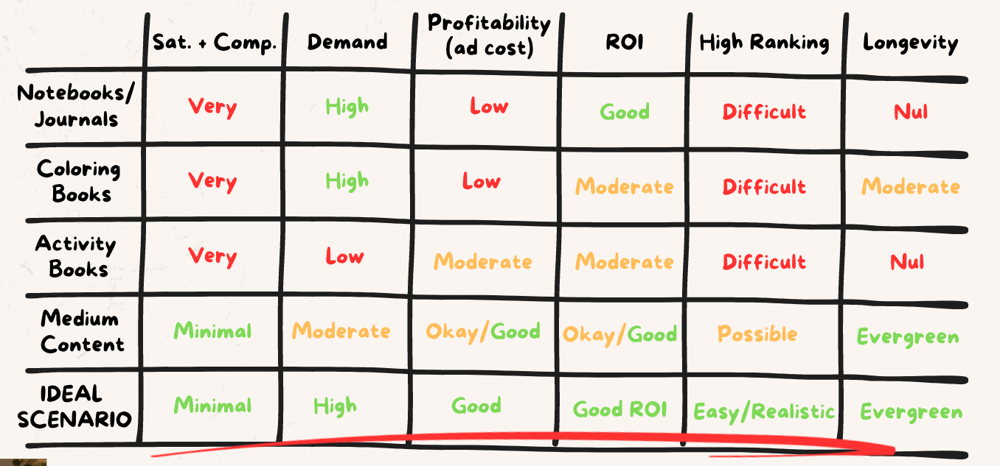 Sat. + Comp. Demand Profitability (ad cost) ROI High Ranking Longevity
Notebooks/ Journals Very High Low Good Difficult Nul
Coloring Books Very High Low Moderate Difficult Moderate
Activity Books Very Low Moderate Moderate Difficult Nul
Medium Content Minimal Moderate Okay/Good Okay/Good Possible Evergreen
IDEAL SCENARIO Minimal High Good Good ROI Easy/Realistic Evergreen